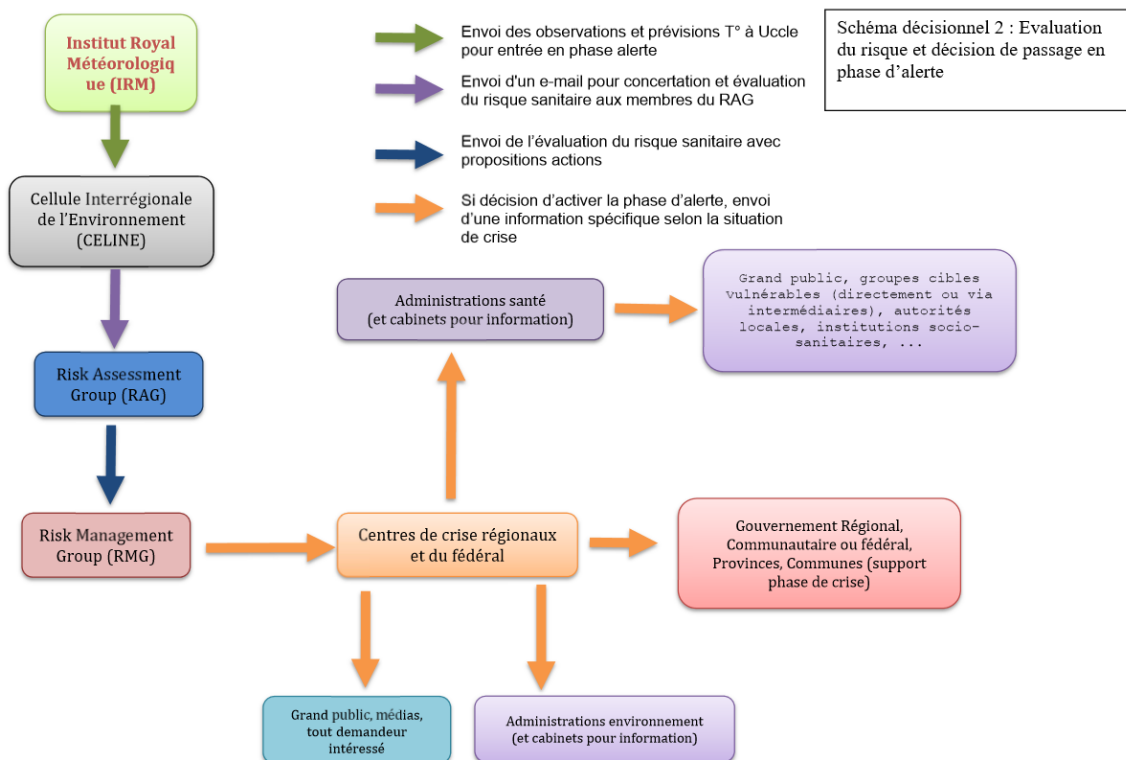 Institut Royal
Météorologiq
ue (IRM)
Envoi des observations et prévisions T° à Uccle
pour entrée en phase alerte
Envoi d'un e-mail pour concertation et évaluation
du risque sanitaire aux membres du RAG
Envoi de l'évaluation du risque sanitaire avec
propositions actions
Si décision d'activer la phase d'alerte, envoi
d'une information spécifique selon la situation
de crise
Schéma décisionnel 2 : Evaluation
du risque et décision de passage en
phase d'alerte
Cellule Interrégionale
de l'Environnement
(CELINE)
Administrations santé
(et cabinets pour information)
Grand public, groupes cibles
vulnérables (directement ou via
intermédiaires), autorités
locales, institutions socio-
sanitaires, ...
Risk Assessment
Group (RAG)
Risk Management
Group (RMG)
Centres de crise régionaux
et du fédéral
Gouvernement Régional,
Communautaire ou fédéral,
Provinces, Communes (support
phase de crise)
Grand public, médias,
tout demandeur
intéressé
Administrations environnement
(et cabinets pour information)